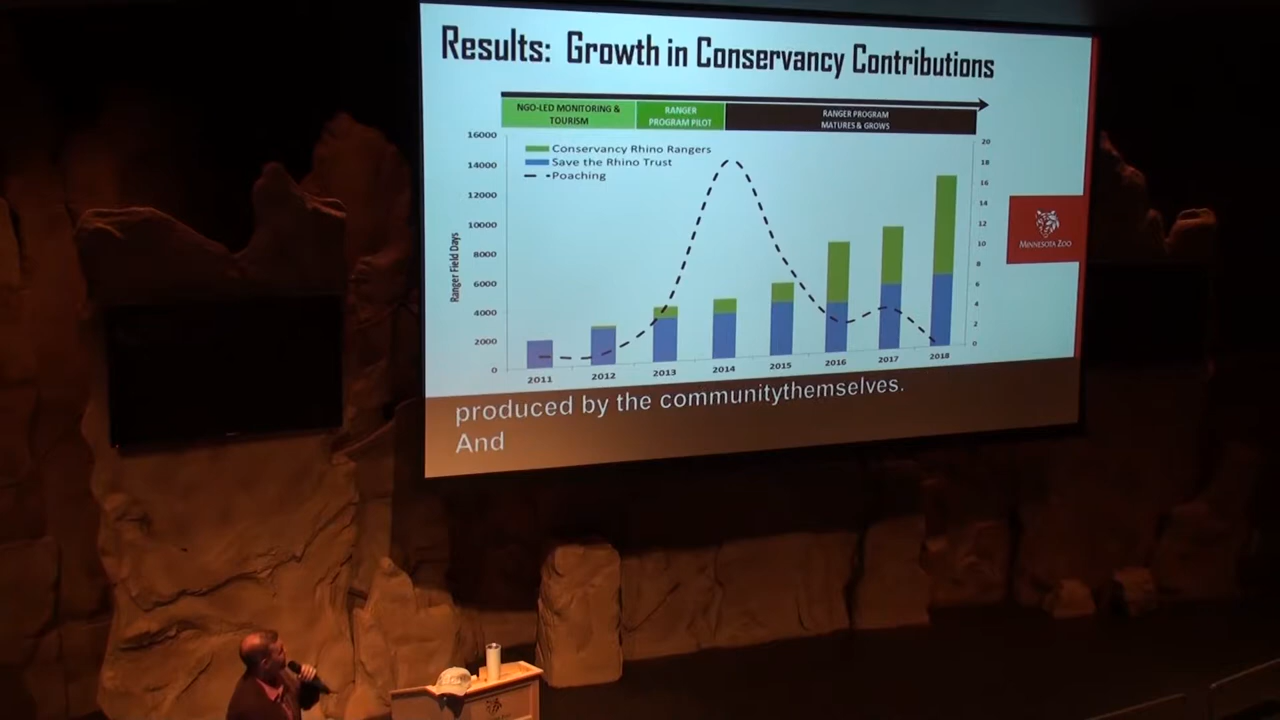 Results: Growth in Conservancy Contributions
NGO-LED MONITORING &
TOURISM
RANGER
PROGRAM PILOT
RANGER PROGRAM
MATURES & GROWS
Conservancy Rhino Rangers
Save the Rhino Trust
Poaching
Ranger Field Days
16000
14000
12000
10000
8000
6000
4000
2000
0
20
18
16
14
12
10
8
6
4
2
0
2011
2012
2013
2014
2015
2016
2017
2018
MINNESOTA ZOO
produced by the communitythemselves.
And